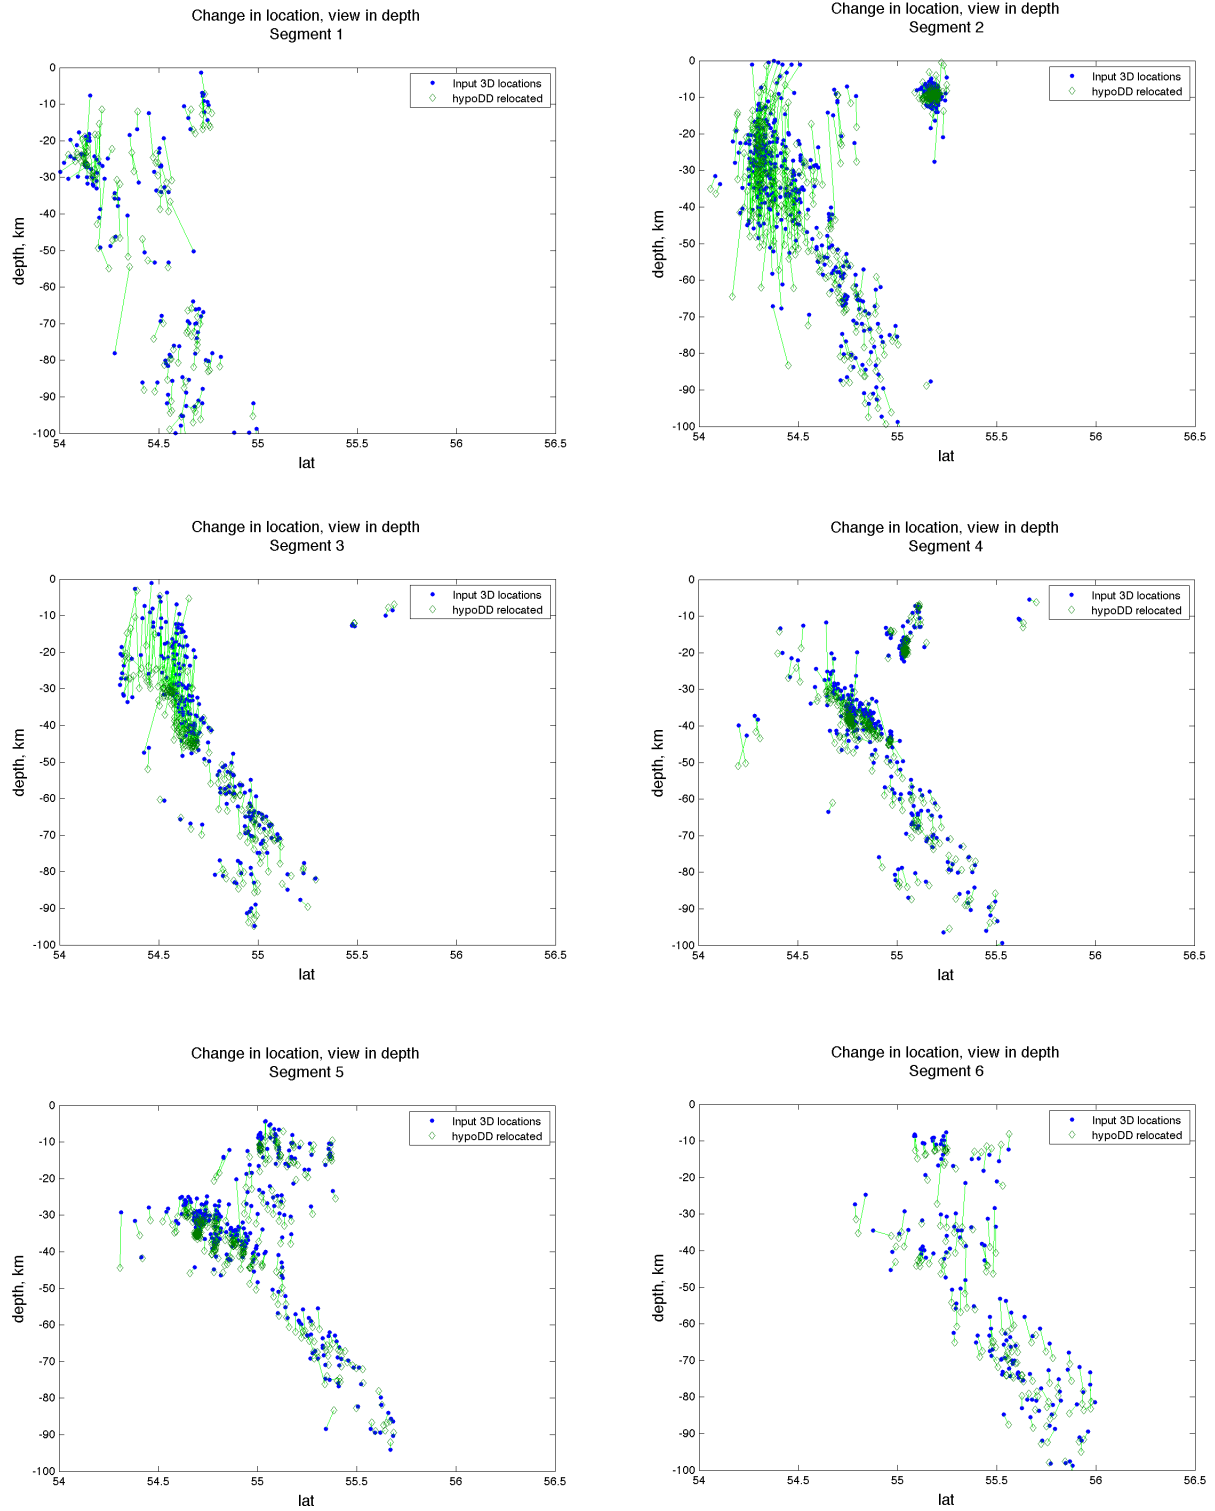 Change in location, view in depth
Segment 1
Input 3D locations
hypoDD relocated
0
-10
-20
-30
-40
-50
-60
-70
-80
-90
-100
depth, km
54
54.5
55
55.5
56
56.5
lat
Change in location, view in depth
Segment 2
Input 3D locations
hypoDD relocated
0
-10
-20
-30
-40
-50
-60
-70
-80
-90
-100
depth, km
54
54.5
55
55.5
56
56.5
lat
Change in location, view in depth
Segment 3
Input 3D locations
hypoDD relocated
0
-10
-20
-30
-40
-50
-60
-70
-80
-90
-100
depth, km
54
54.5
55
55.5
56
56.5
lat
Change in location, view in depth
Segment 4
Input 3D locations
hypoDD relocated
0
-10
-20
-30
-40
-50
-60
-70
-80
-90
-100
depth, km
54
54.5
55
55.5
56
56.5
lat
Change in location, view in depth
Segment 5
Input 3D locations
hypoDD relocated
0
-10
-20
-30
-40
-50
-60
-70
-80
-90
-100
depth, km
54
54.5
55
55.5
56
56.5
lat
Change in location, view in depth
Segment 6
Input 3D locations
hypoDD relocated
0
-10
-20
-30
-40
-50
-60
-70
-80
-90
-100
depth, km
54
54.5
55
55.5
56
56.5
lat